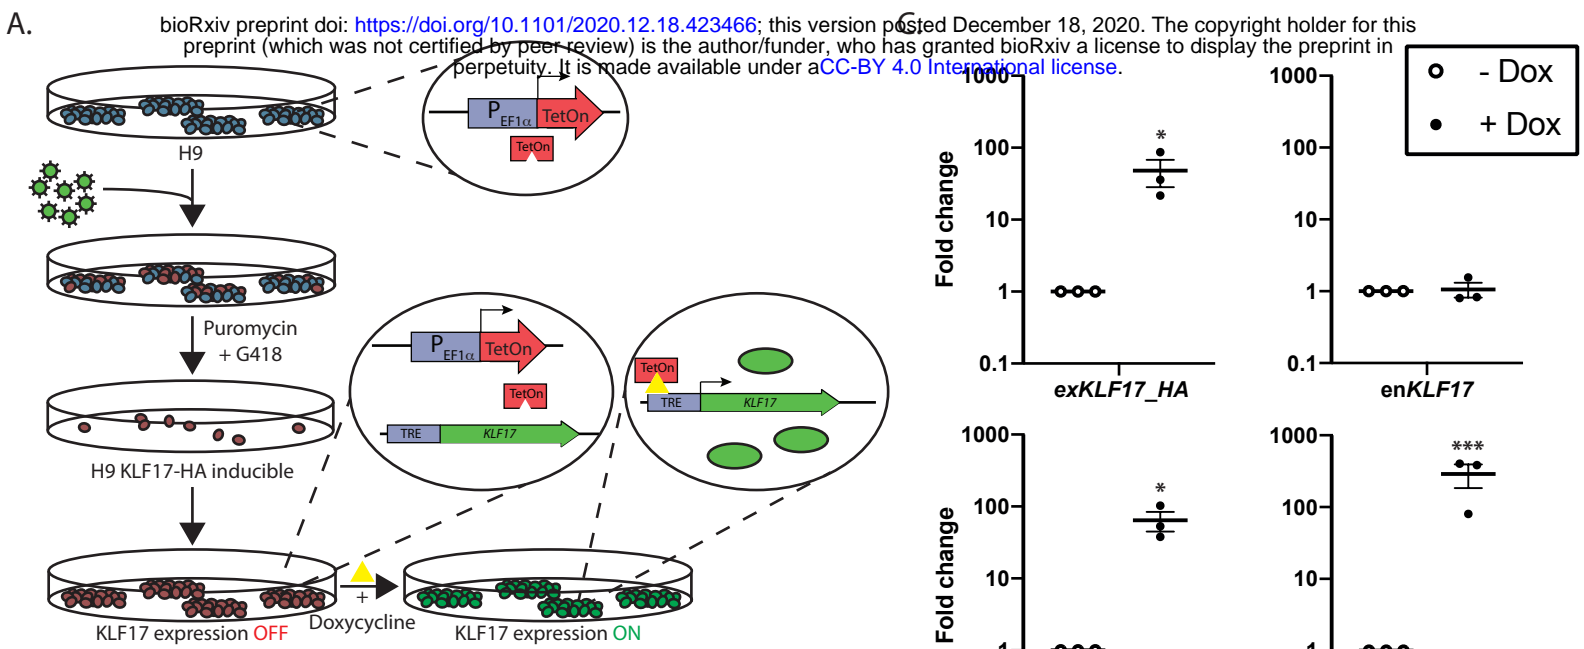 A.
bioRxiv preprint doi: https://doi.org/10.1101/2020.12.18.423466; this version posted December 18, 2020. The copyright holder for this
preprint (which was not certified by peer review) is the author/funder, who has granted bioRxiv a license to display the preprint in
perpetuity. It is made available under aCC-BY 4.0 International license.
C.
PEF1α TetOn
TetOn
H9
Puromycin
+ G418
H9 KLF17-HA inducible
PEF1α TetOn
TetOn
TRE KLF17
TetOn
TRE KLF17
KLF17 expression OFF
+
Doxycycline
KLF17 expression ON
- Dox
+ Dox
Fold change
1000
100
10
1
0.1
*
exKLF17_HA
1000
100
10
1
0.1
enKLF17
Fold change
1000
100
10
1
*
1000
100
10
1
***